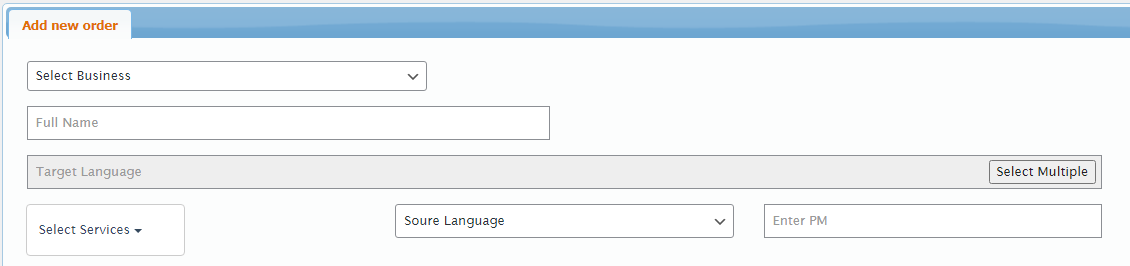 Add new order
Select Business
Full Name
Target Language Select Multiple
Select Services Soure Language Enter PM